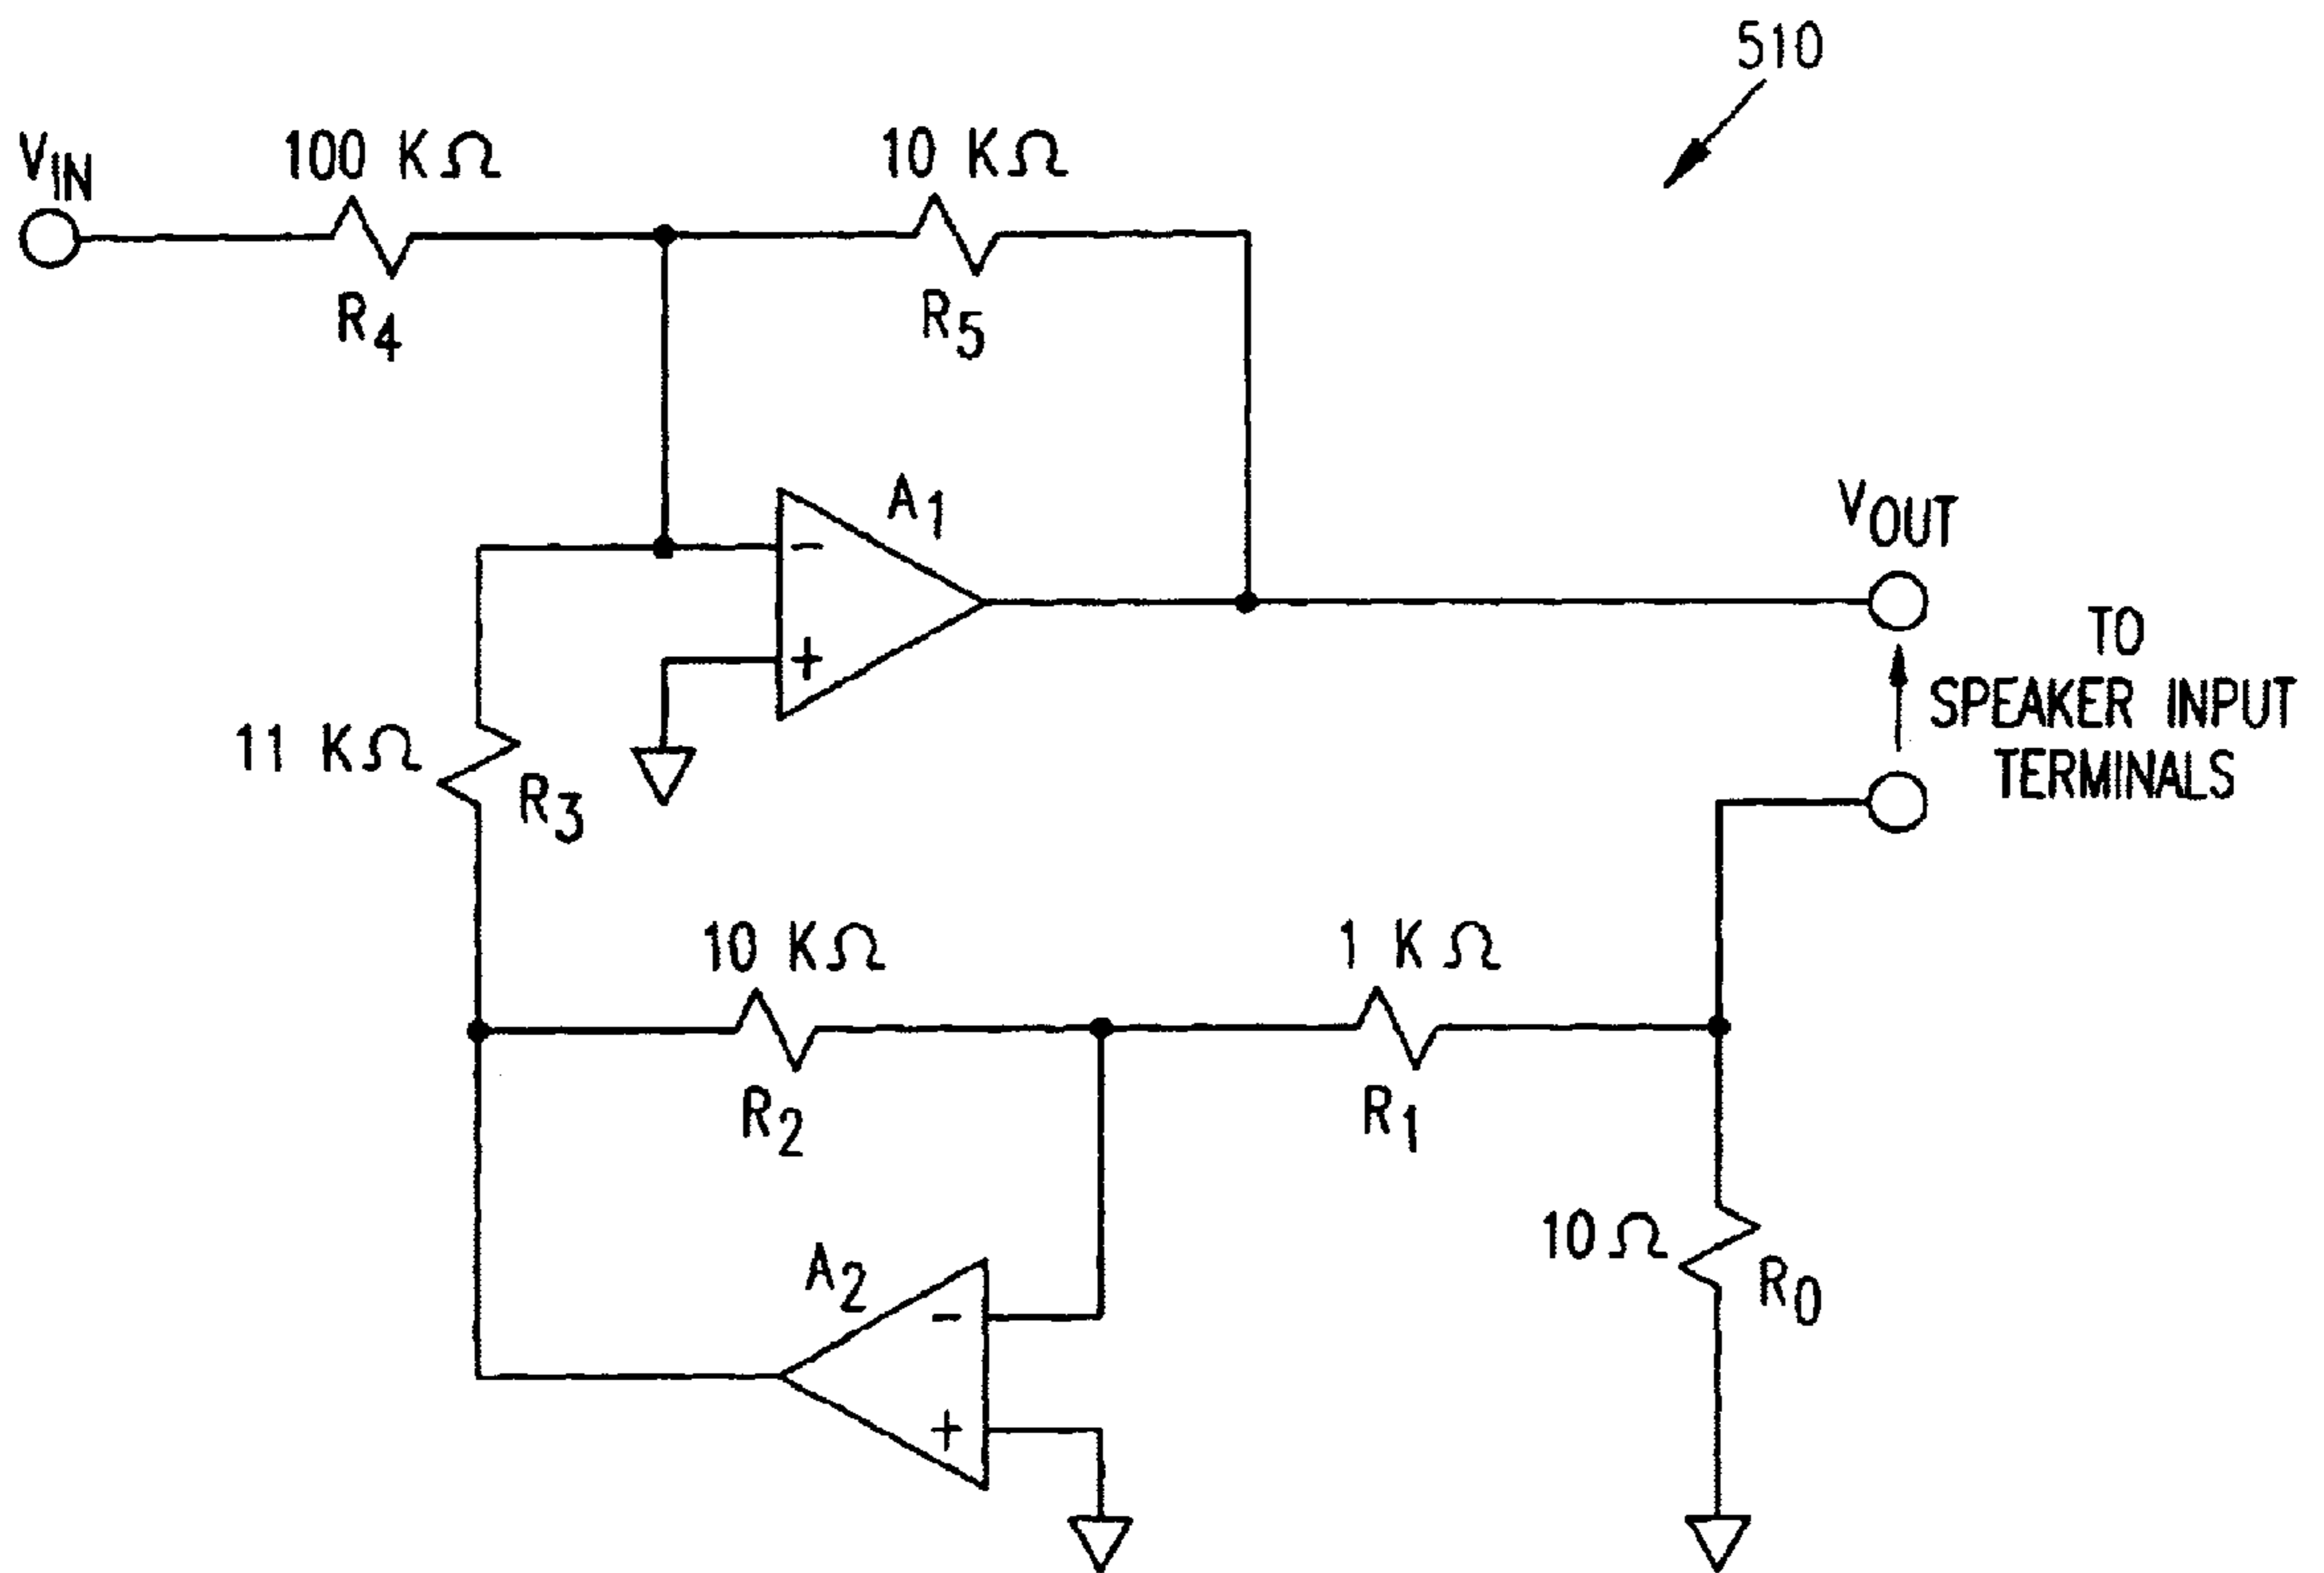 510
V_IN
100 KΩ
10 KΩ
R4
R5
A1
-
+
V_OUT
TO
SPEAKER INPUT
TERMINALS
11 KΩ
R3
10 KΩ
1 KΩ
R2
R1
10 Ω
R0
A2
-
+